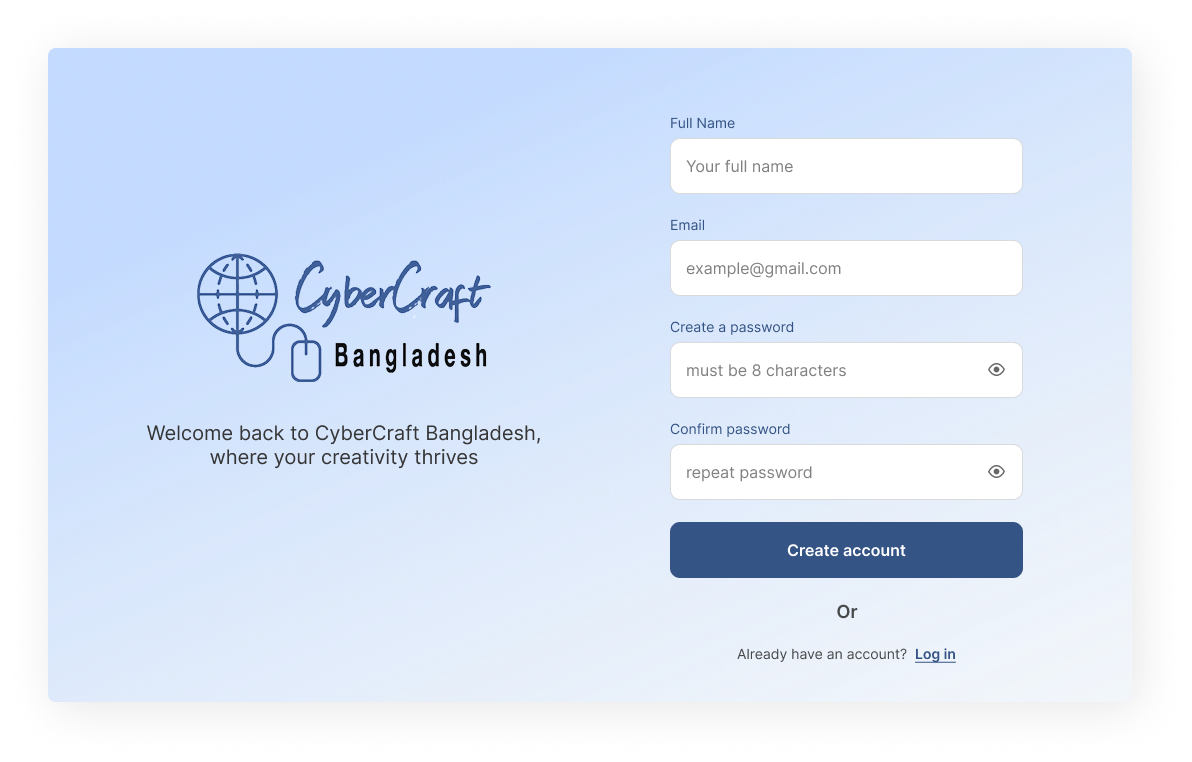 CyberCraft
Bangladesh
Welcome back to CyberCraft Bangladesh,
where your creativity thrives
Full Name
Your full name
Email
example@gmail.com
Create a password
must be 8 characters
Confirm password
repeat password
Create account
Or
Already have an account? Log in